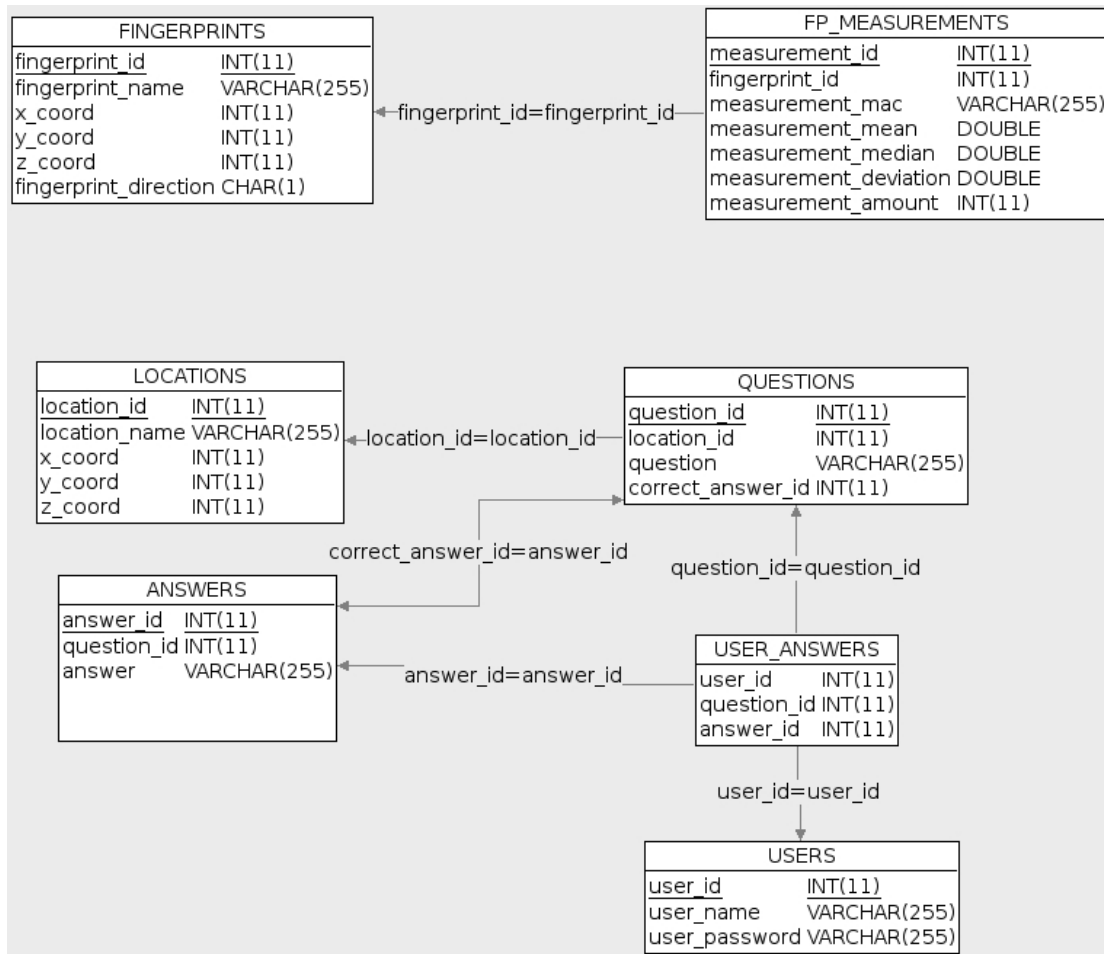 FINGERPRINTS
fingerprint_id INT(11)
fingerprint_name VARCHAR(255)
x_coord INT(11)
y_coord INT(11)
z_coord INT(11)
fingerprint_direction CHAR(1)
fingerprint_id=fingerprint_id
FP_MEASUREMENTS
measurement_id INT(11)
fingerprint_id INT(11)
measurement_mac VARCHAR(255)
measurement_mean DOUBLE
measurement_median DOUBLE
measurement_deviation DOUBLE
measurement_amount INT(11)
LOCATIONS
location_id INT(11)
location_name VARCHAR(255)
x_coord INT(11)
y_coord INT(11)
z_coord INT(11)
location_id=location_id
QUESTIONS
question_id INT(11)
location_id INT(11)
question VARCHAR(255)
correct_answer_id INT(11)
correct_answer_id=answer_id
question_id=question_id
ANSWERS
answer_id INT(11)
question_id INT(11)
answer VARCHAR(255)
answer_id=answer_id
USER_ANSWERS
user_id INT(11)
question_id INT(11)
answer_id INT(11)
user_id=user_id
USERS
user_id INT(11)
user_name VARCHAR(255)
user_password VARCHAR(255)